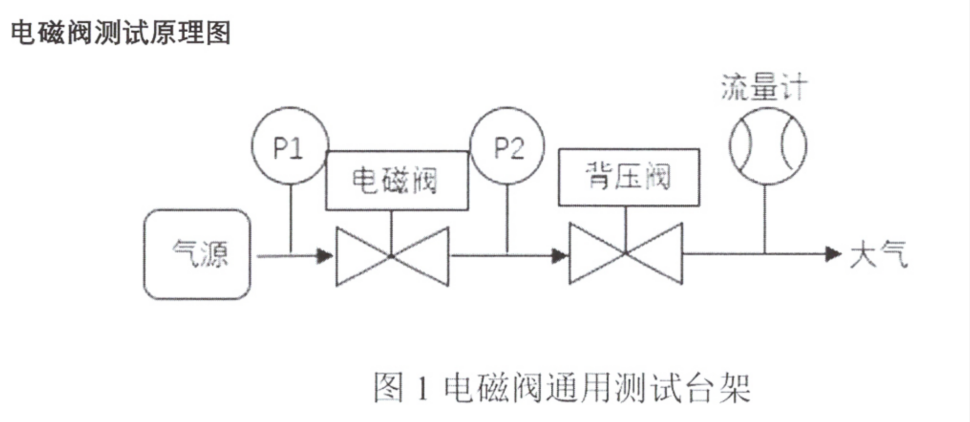 电磁阀测试原理图
流量计
P1
P2
电磁阀
背压阀
气源
大气
图 1 电磁阀通用测试台架